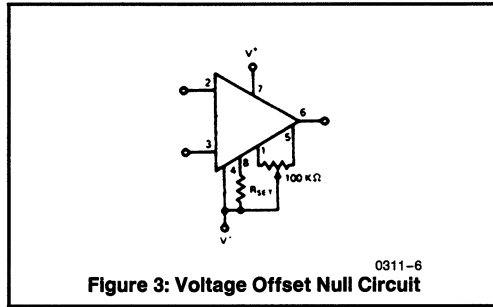 V+
2
7
6
3
5
1
8
4
100 KΩ
RSET
V-
0311-6
Figure 3: Voltage Offset Null Circuit